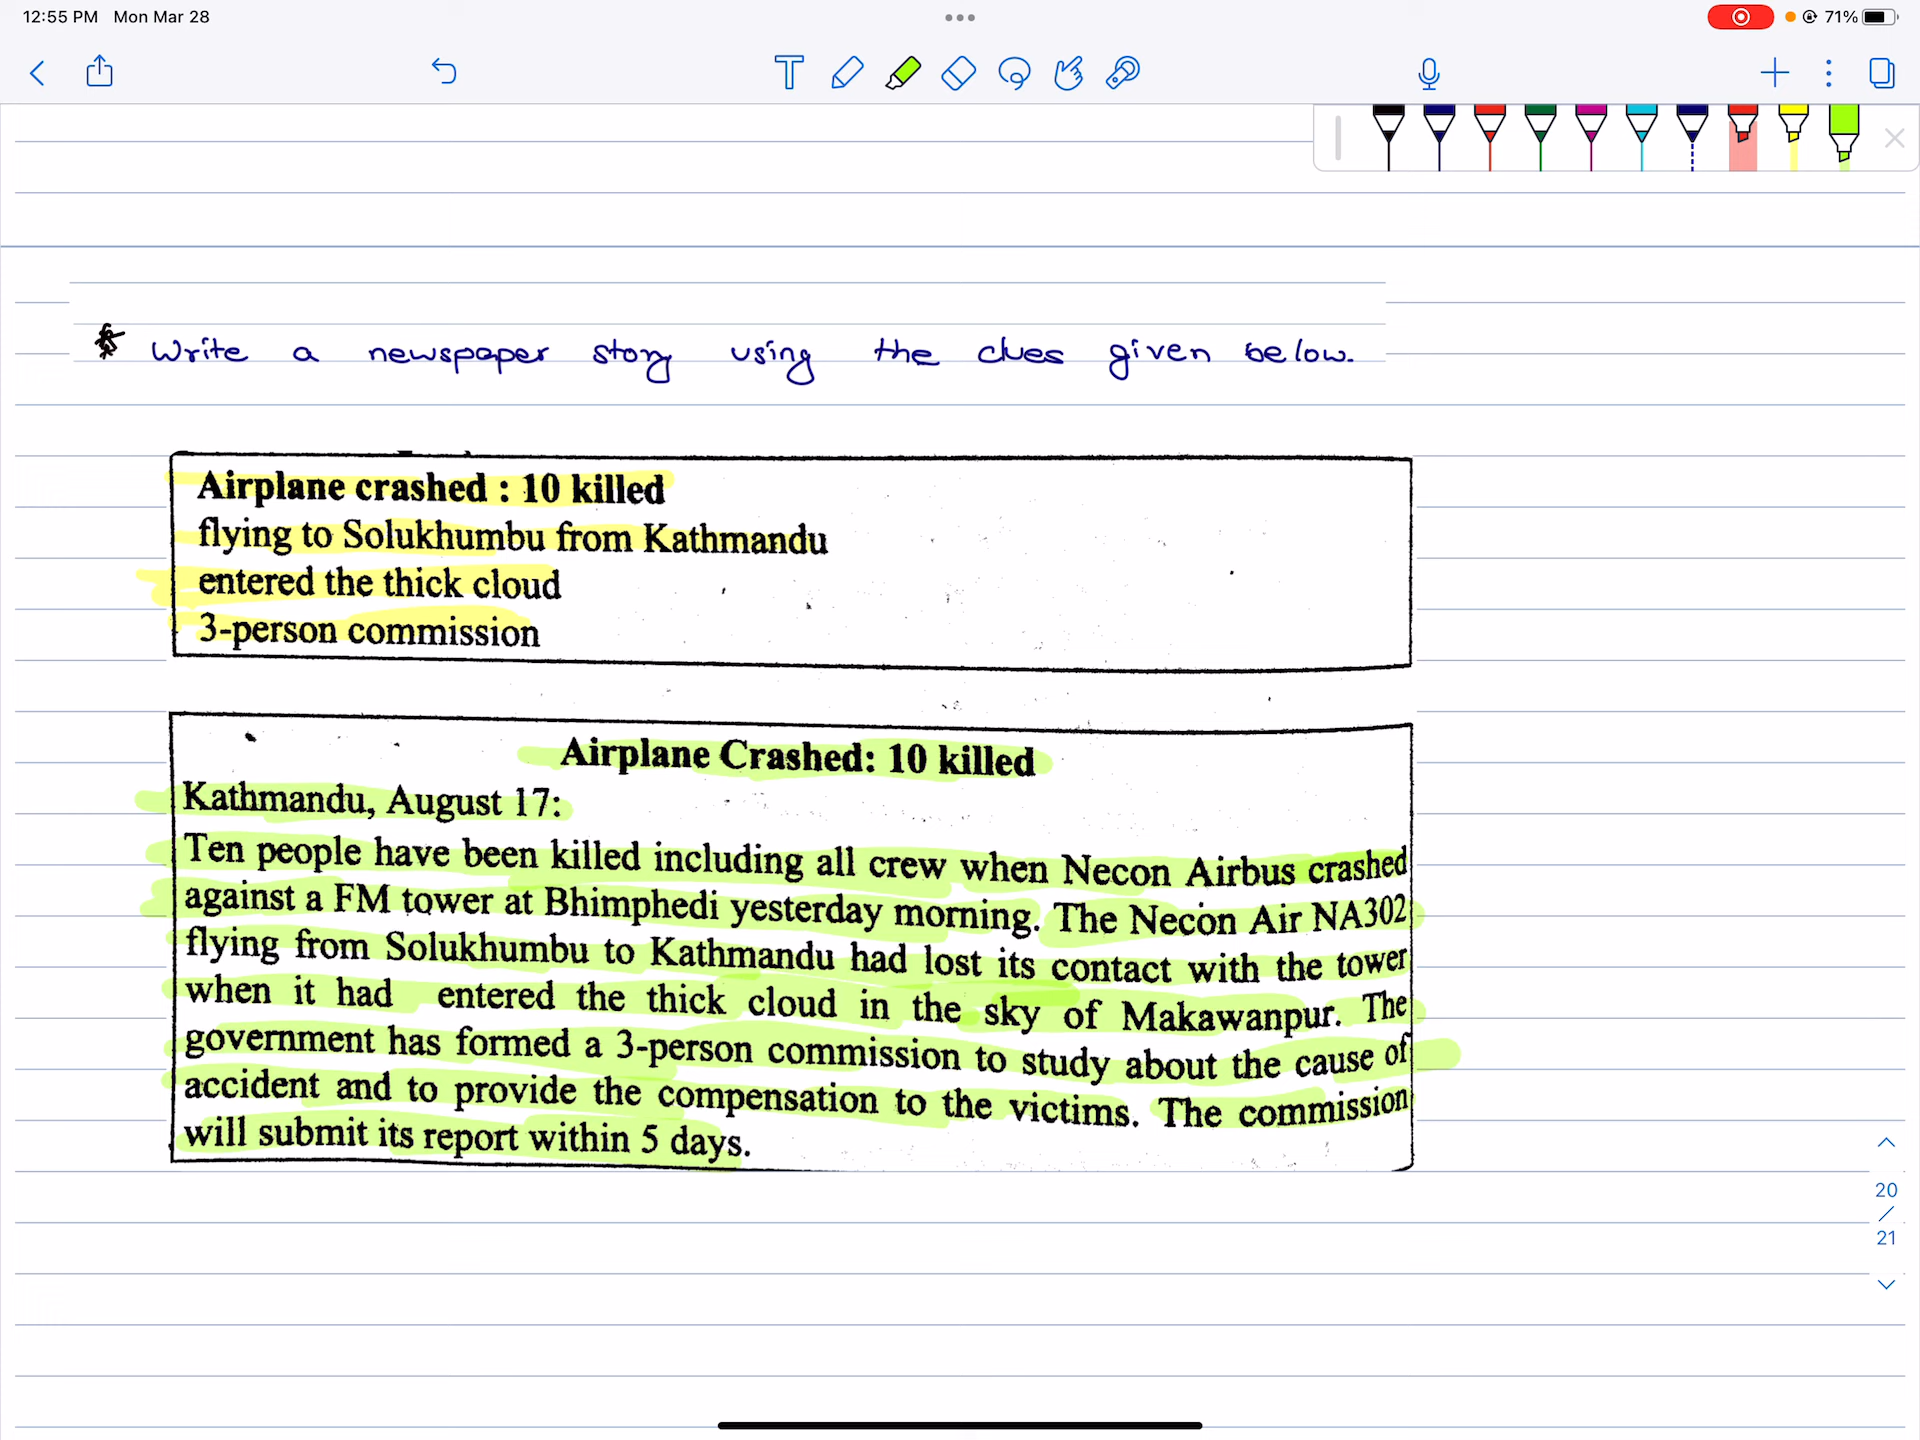 12:55 PM Mon Mar 28
71%
* Write a newspaper story using the clues given below.
Airplane crashed : 10 killed
flying to Solukhumbu from Kathmandu
entered the thick cloud
3-person commission
Airplane Crashed: 10 killed
Kathmandu, August 17:
Ten people have been killed including all crew when Necon Airbus crashed
against a FM tower at Bhimphedi yesterday morning. The Necon Air NA302
flying from Solukhumbu to Kathmandu had lost its contact with the tower
when it had entered the thick cloud in the sky of Makawanpur. The
government has formed a 3-person commission to study about the cause of
accident and to provide the compensation to the victims. The commission
will submit its report within 5 days.
20
/
21